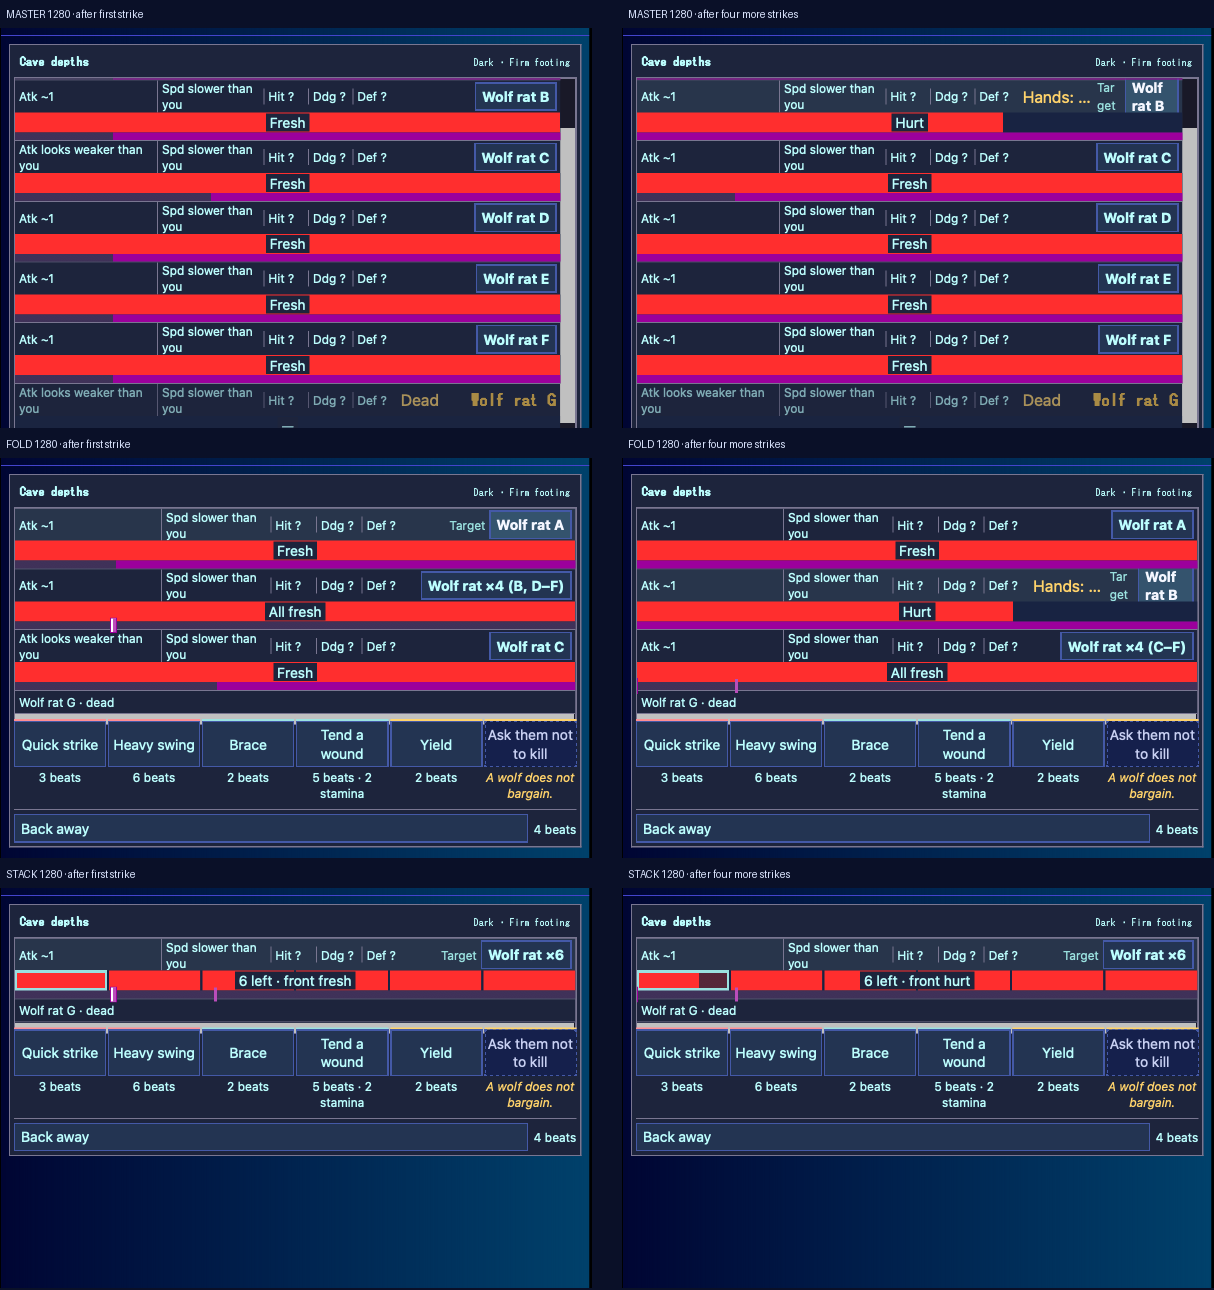 MASTER 1280 · after first strike
Cave depths
Dark · Firm footing
Atk ~1
Spd slower than
you
Hit ?
Ddg ?
Def ?
Wolf rat B
Fresh
Atk looks weaker than
you
Spd slower than
you
Hit ?
Ddg ?
Def ?
Wolf rat C
Fresh
Atk ~1
Spd slower than
you
Hit ?
Ddg ?
Def ?
Wolf rat D
Fresh
Atk ~1
Spd slower than
you
Hit ?
Ddg ?
Def ?
Wolf rat E
Fresh
Atk ~1
Spd slower than
you
Hit ?
Ddg ?
Def ?
Wolf rat F
Fresh
Atk looks weaker than
you
Spd slower than
you
Hit ?
Ddg ?
Def ?
Dead
Wolf rat G
MASTER 1280 · after four more strikes
Cave depths
Dark · Firm footing
Atk ~1
Spd slower than
you
Hit ?
Ddg ?
Def ?
Hands: ...
Tar
get
Wolf
rat B
Hurt
Atk ~1
Spd slower than
you
Hit ?
Ddg ?
Def ?
Wolf rat C
Fresh
Atk ~1
Spd slower than
you
Hit ?
Ddg ?
Def ?
Wolf rat D
Fresh
Atk ~1
Spd slower than
you
Hit ?
Ddg ?
Def ?
Wolf rat E
Fresh
Atk ~1
Spd slower than
you
Hit ?
Ddg ?
Def ?
Wolf rat F
Fresh
Atk looks weaker than
you
Spd slower than
you
Hit ?
Ddg ?
Def ?
Dead
Wolf rat G
FOLD 1280 · after first strike
Cave depths
Dark · Firm footing
Atk ~1
Spd slower than
you
Hit ?
Ddg ?
Def ?
Target
Wolf rat A
Fresh
Atk ~1
Spd slower than
you
Hit ?
Ddg ?
Def ?
Wolf rat ×4 (B, D–F)
All fresh
Atk looks weaker than
you
Spd slower than
you
Hit ?
Ddg ?
Def ?
Wolf rat C
Fresh
Wolf rat G · dead
Quick strike
Heavy swing
Brace
Tend a
wound
Yield
Ask them not
to kill
3 beats
6 beats
2 beats
5 beats · 2
stamina
2 beats
A wolf does not
bargain.
Back away
4 beats
FOLD 1280 · after four more strikes
Cave depths
Dark · Firm footing
Atk ~1
Spd slower than
you
Hit ?
Ddg ?
Def ?
Wolf rat A
Fresh
Atk ~1
Spd slower than
you
Hit ?
Ddg ?
Def ?
Hands: ...
Tar
get
Wolf
rat B
Hurt
Atk ~1
Spd slower than
you
Hit ?
Ddg ?
Def ?
Wolf rat ×4 (C–F)
All fresh
Wolf rat G · dead
Quick strike
Heavy swing
Brace
Tend a
wound
Yield
Ask them not
to kill
3 beats
6 beats
2 beats
5 beats · 2
stamina
2 beats
A wolf does not
bargain.
Back away
4 beats
STACK 1280 · after first strike
Cave depths
Dark · Firm footing
Atk ~1
Spd slower than
you
Hit ?
Ddg ?
Def ?
Target
Wolf rat ×6
6 left · front fresh
Wolf rat G · dead
Quick strike
Heavy swing
Brace
Tend a
wound
Yield
Ask them not
to kill
3 beats
6 beats
2 beats
5 beats · 2
stamina
2 beats
A wolf does not
bargain.
Back away
4 beats
STACK 1280 · after four more strikes
Cave depths
Dark · Firm footing
Atk ~1
Spd slower than
you
Hit ?
Ddg ?
Def ?
Target
Wolf rat ×6
6 left · front hurt
Wolf rat G · dead
Quick strike
Heavy swing
Brace
Tend a
wound
Yield
Ask them not
to kill
3 beats
6 beats
2 beats
5 beats · 2
stamina
2 beats
A wolf does not
bargain.
Back away
4 beats